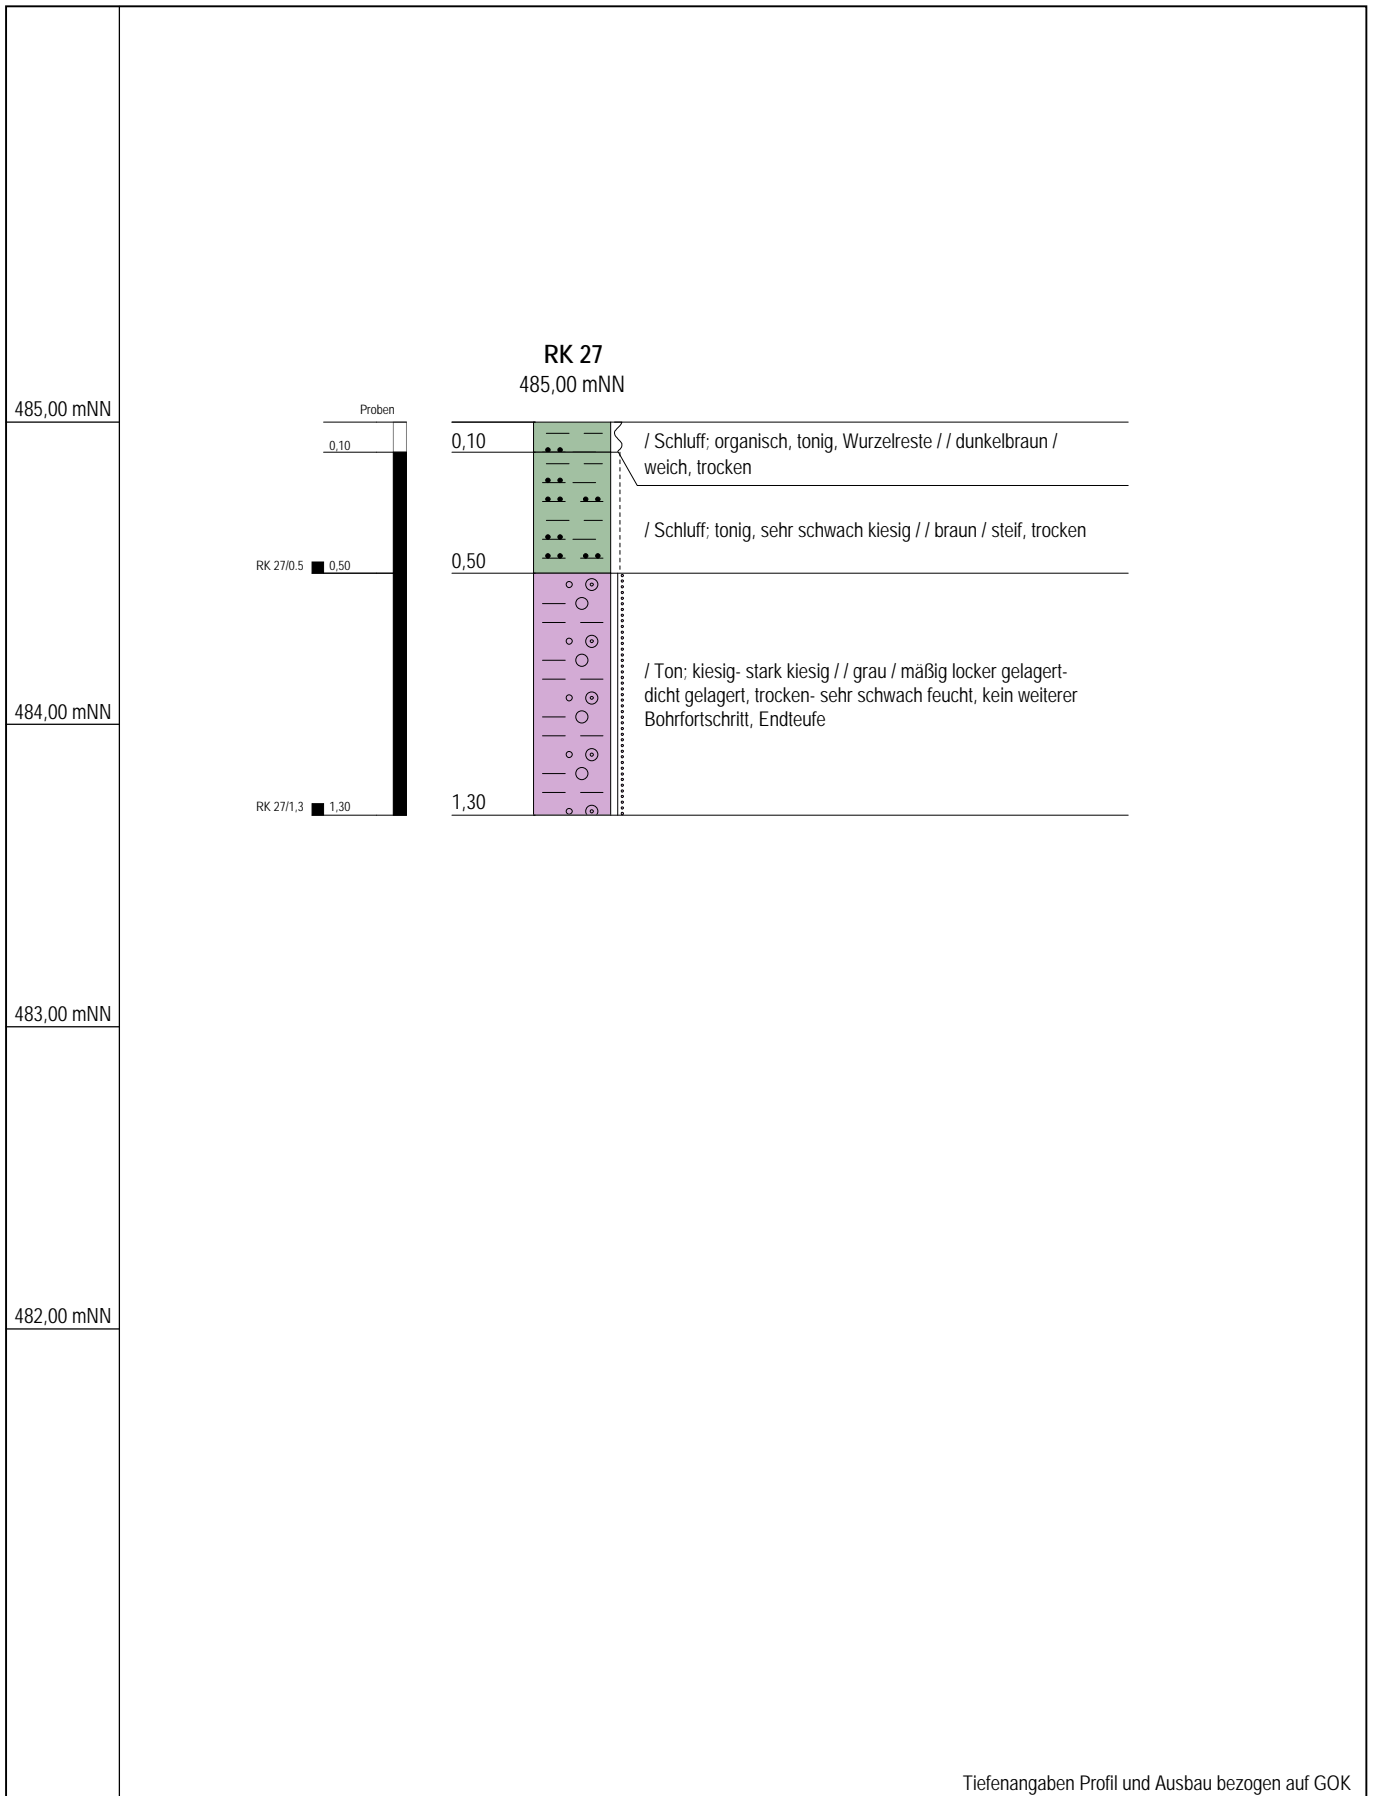 RK 27
485,00 mNN
485,00 mNN
Proben
0,10
0,10
/ Schluff; organisch, tonig, Wurzelreste / / dunkelbraun /
weich, trocken
/ Schluff; tonig, sehr schwach kiesig / / braun / steif, trocken
RK 27/0.5
0,50
0,50
/ Ton; kiesig- stark kiesig / / grau / mäßig locker gelagert-
dicht gelagert, trocken- sehr schwach feucht, kein weiterer
Bohrfortschritt, Endteufe
484,00 mNN
RK 27/1,3
1,30
1,30
483,00 mNN
482,00 mNN
Tiefenangaben Profil und Ausbau bezogen auf GOK